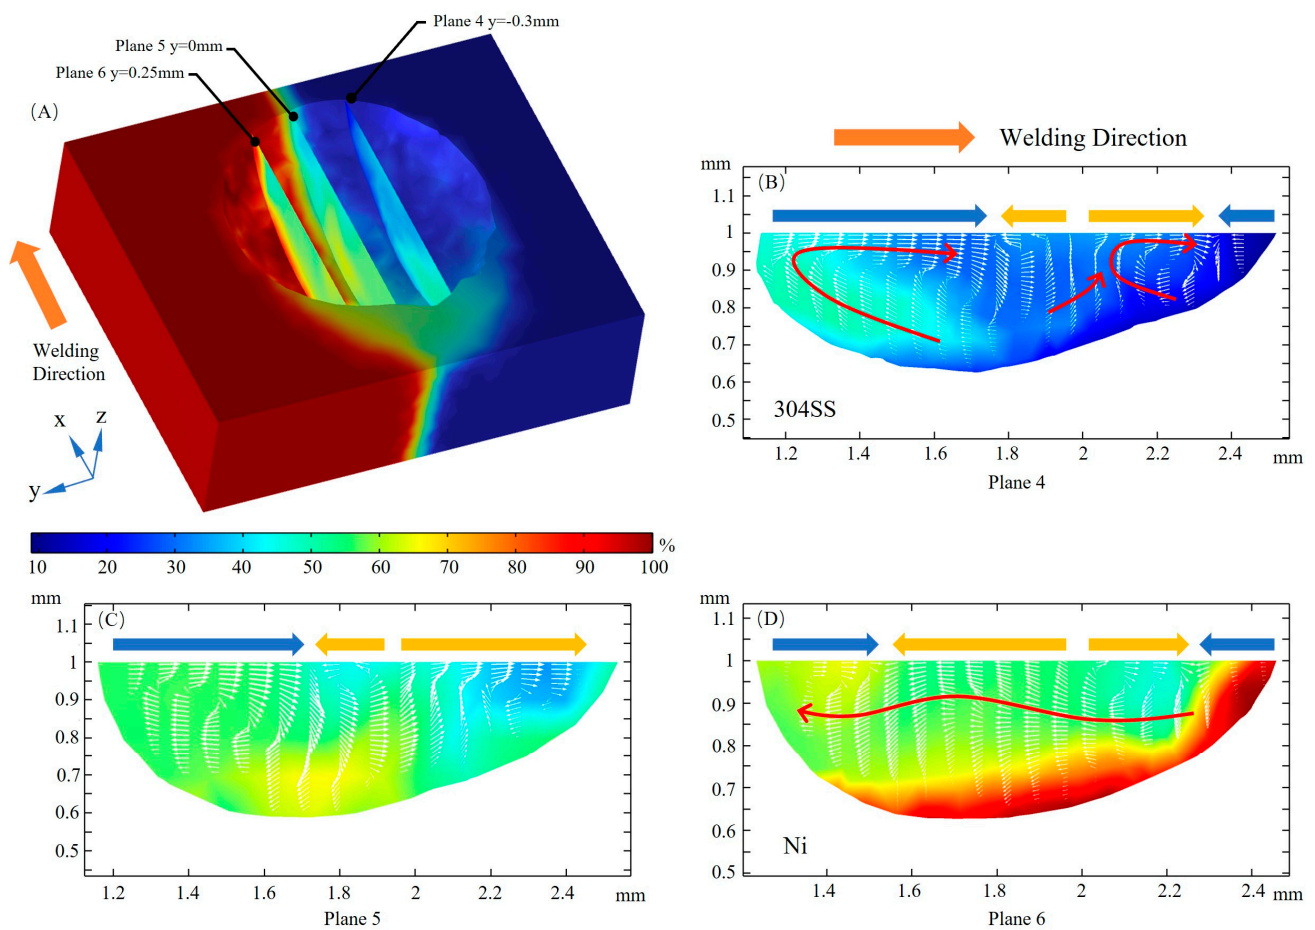 Plane 4 y=-0.3mm
Plane 5 y=0mm
Plane 6 y=0.25mm
(A)
Welding
Direction
x
z
y
Welding Direction
mm
(B)
1.1
1
0.9
0.8
0.7
0.6
0.5
304SS
1.2 1.4 1.6 1.8 2 2.2 2.4 mm
Plane 4
%
10 20 30 40 50 60 70 80 90 100
mm
(C)
1.1
1
0.9
0.8
0.7
0.6
0.5
1.2 1.4 1.6 1.8 2 2.2 2.4 mm
Plane 5
mm
(D)
1.1
1
0.9
0.8
0.7
0.6
0.5
Ni
1.4 1.6 1.8 2 2.2 2.4 mm
Plane 6